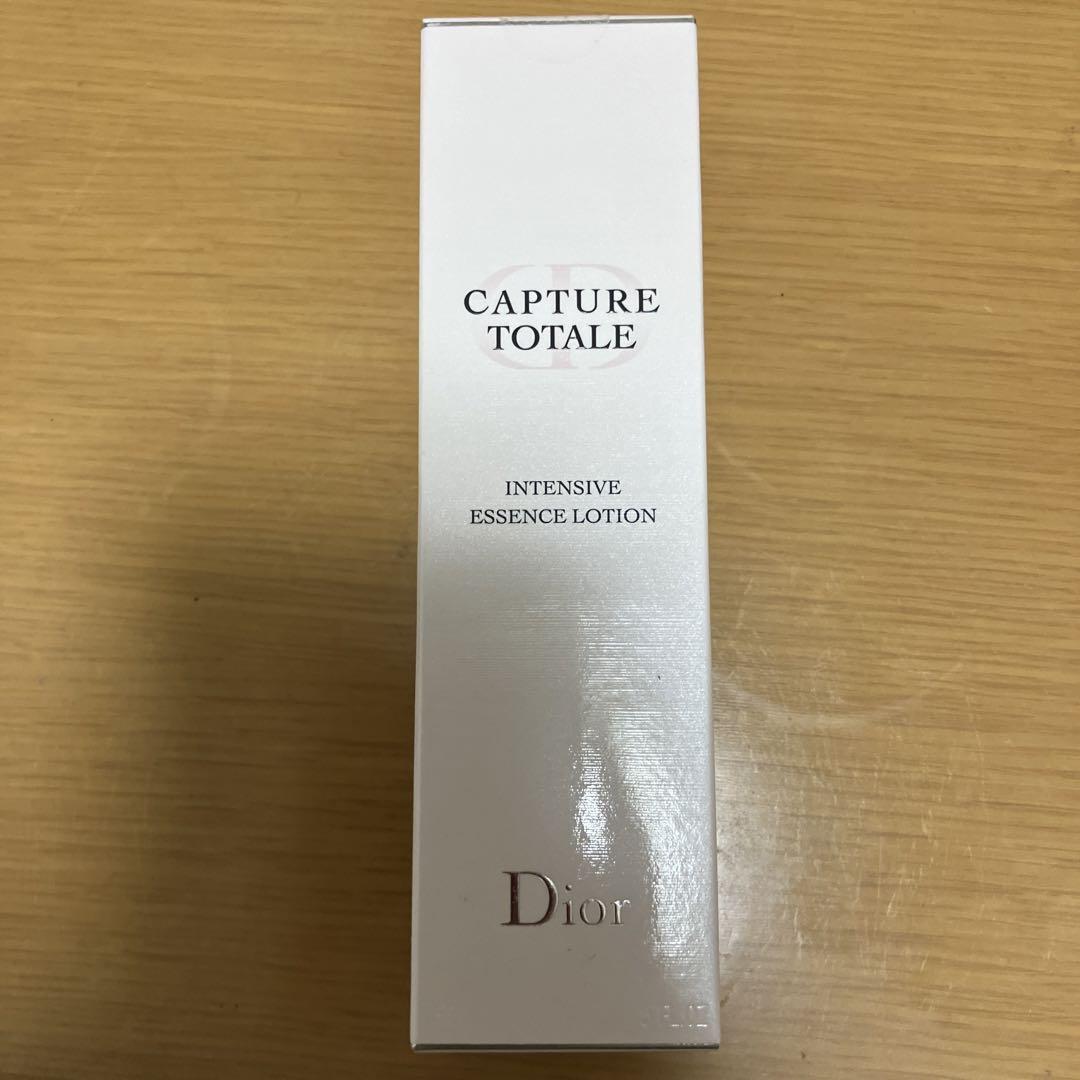 CAPTURE
TOTALE
INTENSIVE
ESSENCE LOTION
Dior